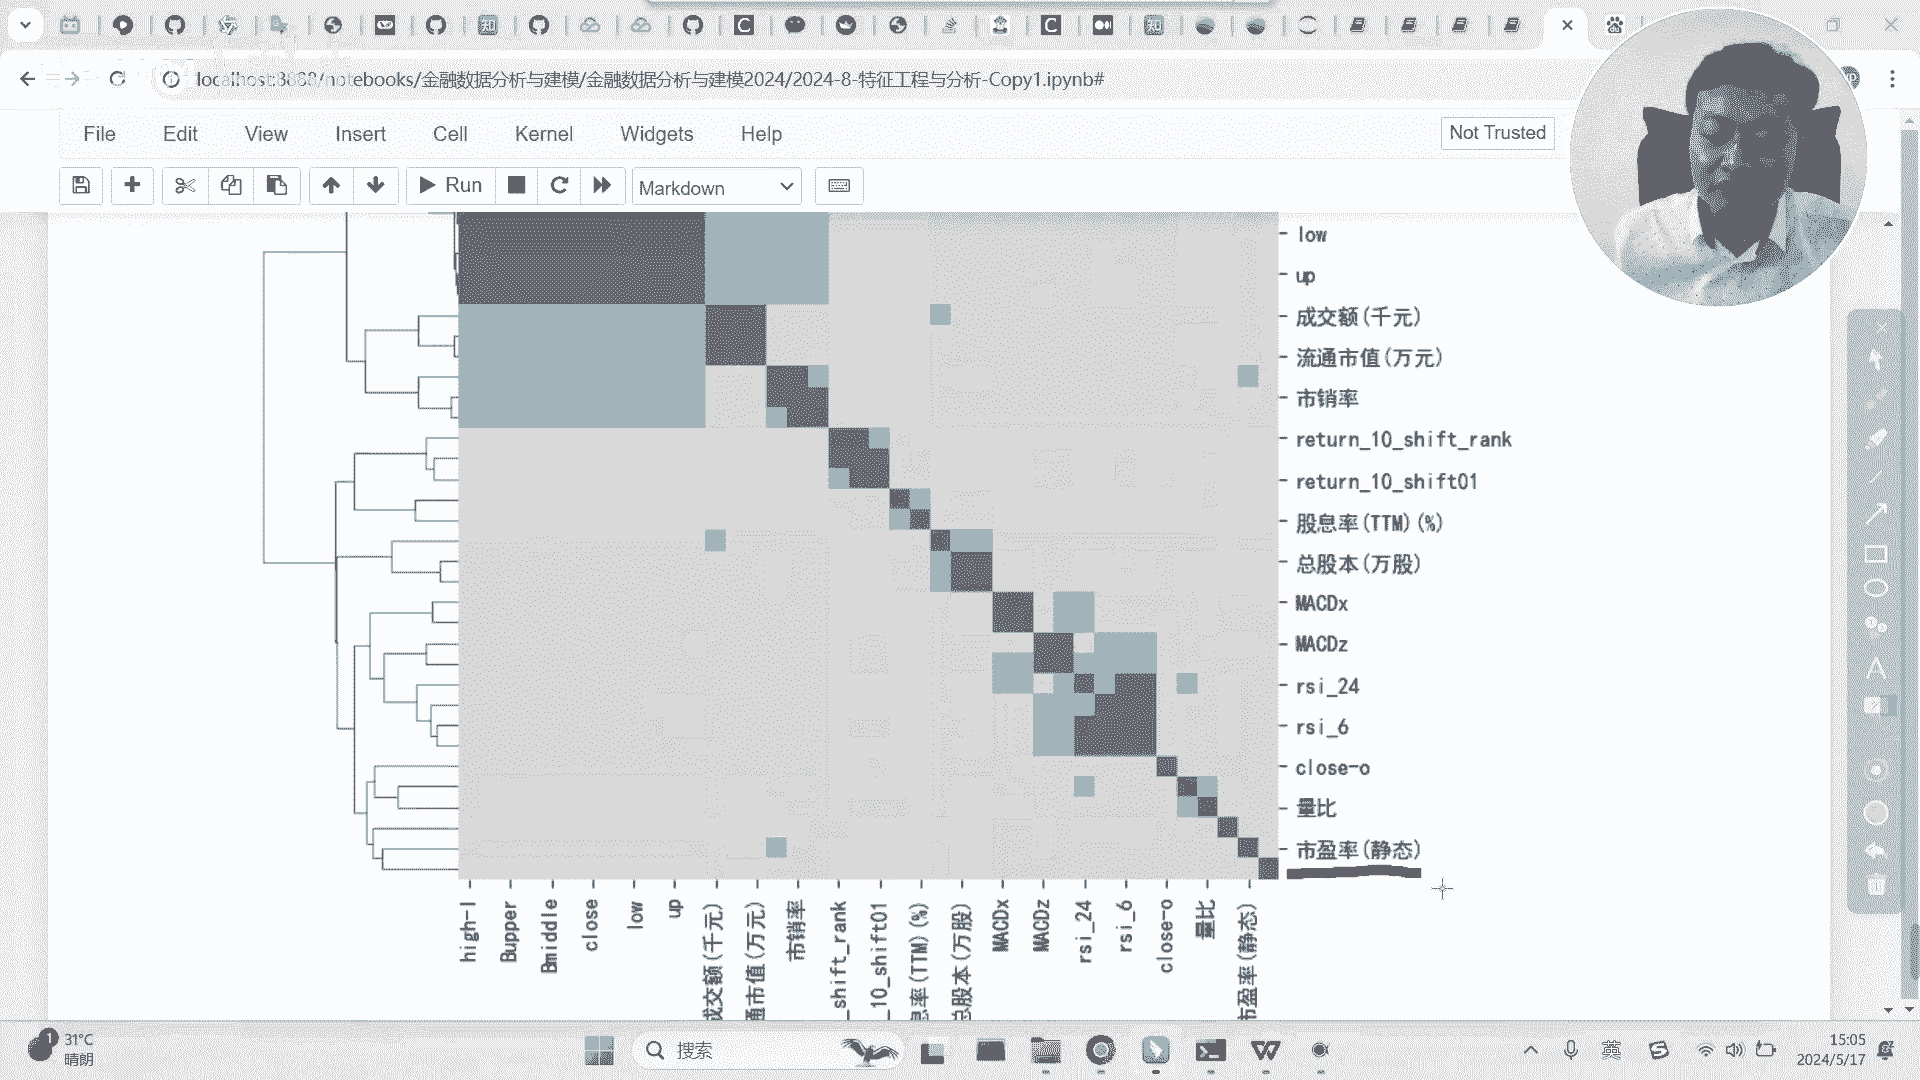 localhost:3888/notebooks/金融数据分析与建模/金融数据分析与建模2024/2024-8-特征工程与分析-Copy1.ipynb#
File Edit View Insert Cell Kernel Widgets Help
Not Trusted
Run
Markdown
low
up
成交额(千元)
流通市值(万元)
市销率
return_10_shift_rank
return_10_shift01
股息率(TTM)(%)
总股本(万股)
MACDx
MACDz
rsi_24
rsi_6
close-o
量比
市盈率(静态)
high-l
Bupper
Bmiddle
close
low
up
成交额(千元)
通市值(万元)
市销率
_shift_rank
_10_shift01
息率(TTM)(%)
总股本(万股)
MACDx
MACDz
rsi_24
rsi_6
close-o
量比
市盈率(静态)
1
31°C
晴朗
搜索
英
15:05
2024/5/17